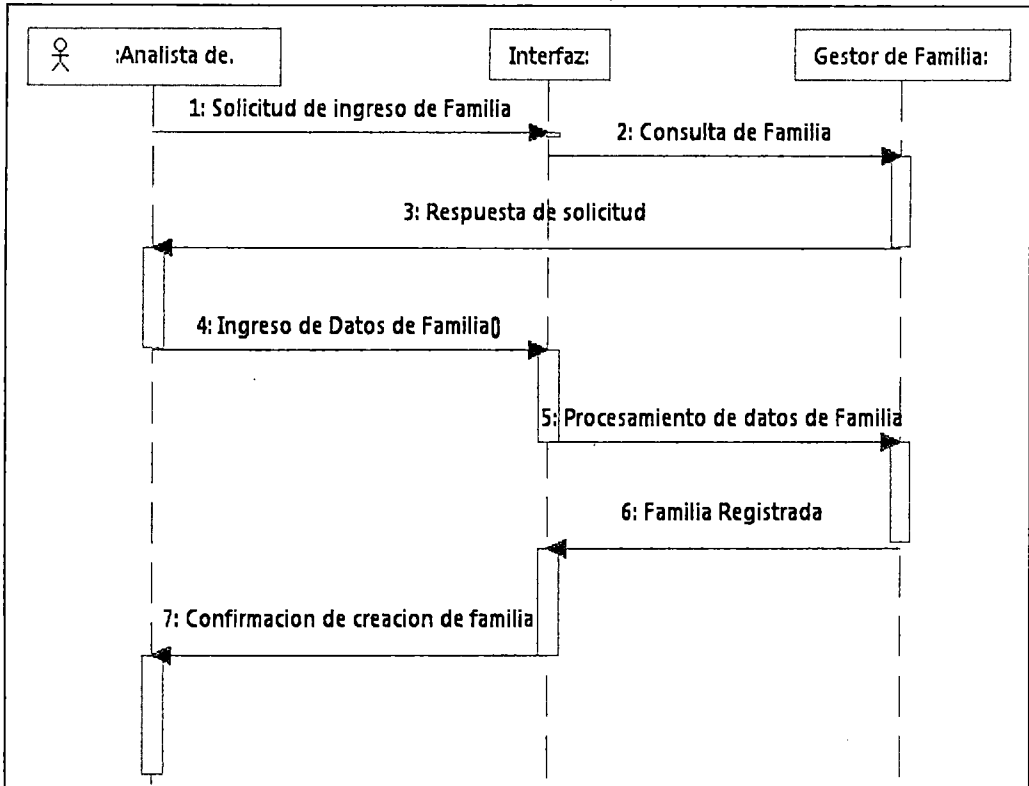 :Analista de.
Interfaz:
Gestor de Familia:
1: Solicitud de ingreso de Familia
2: Consulta de Familia
3: Respuesta de solicitud
4: Ingreso de Datos de Familia()
5: Procesamiento de datos de Familia
6: Familia Registrada
7: Confirmacion de creacion de familia